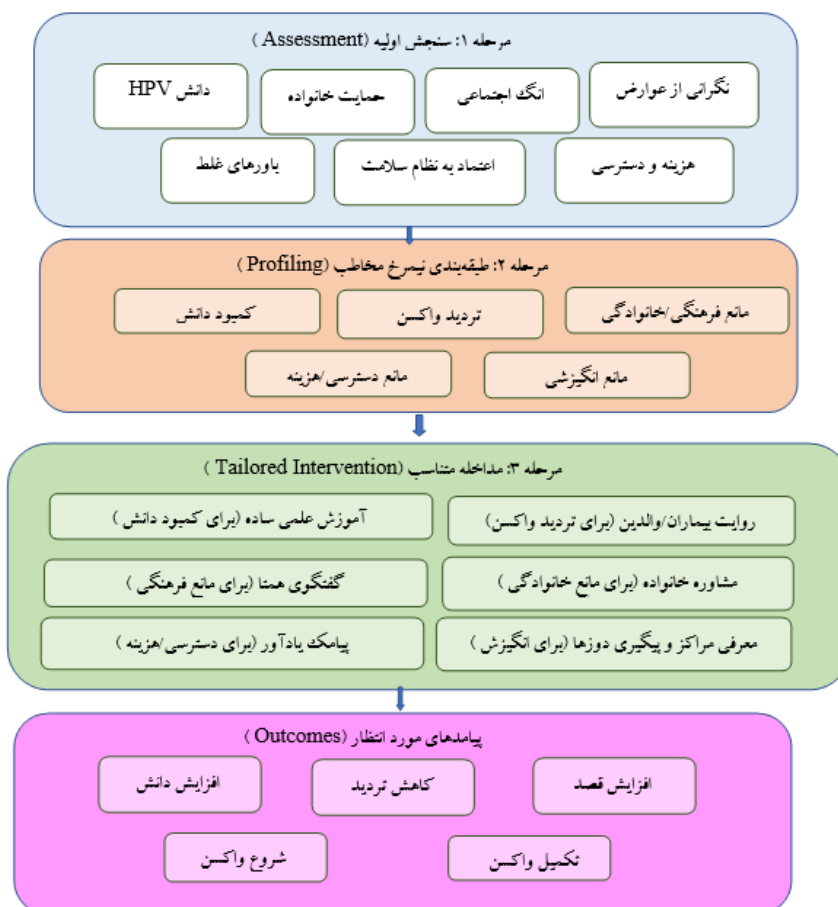 مرحله ۱: سنجش اولیه (Assessment )
نگرانی از عوارض
انگ اجتماعی
حمایت خانواده
دانش HPV
هزینه و دسترسی
اعتماد به نظام سلامت
باورهای غلط
مرحله ۲: طبقه‌بندی نیمرخ مخاطب (Profiling )
مانع فرهنگی/خانوادگی
تردید واکسن
کمبود دانش
مانع انگیزشی
مانع دسترسی/هزینه
مرحله ۳: مداخله متناسب (Tailored Intervention )
روایت بیماران/والدین (برای تردید واکسن)
آموزش علمی ساده (برای کمبود دانش )
مشاوره خانواده (برای مانع خانوادگی )
گفتگوی همتا (برای مانع فرهنگی )
معرفی مراکز و پیگیری دوزها (برای انگیزش )
پیامک یادآور (برای دسترسی/هزینه )
پیامدهای مورد انتظار (Outcomes )
افزایش قصد
کاهش تردید
افزایش دانش
تکمیل واکسن
شروع واکسن